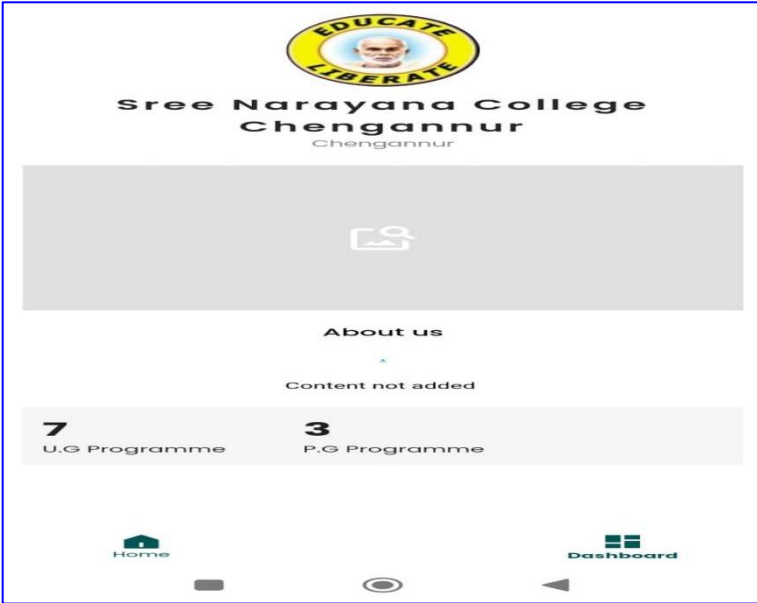 EDUCATE
LIBERATE
Sree Narayana College
Chengannur
Chengannur
About us
Content not added
7 3
U.G Programme P.G Programme
Home Dashboard